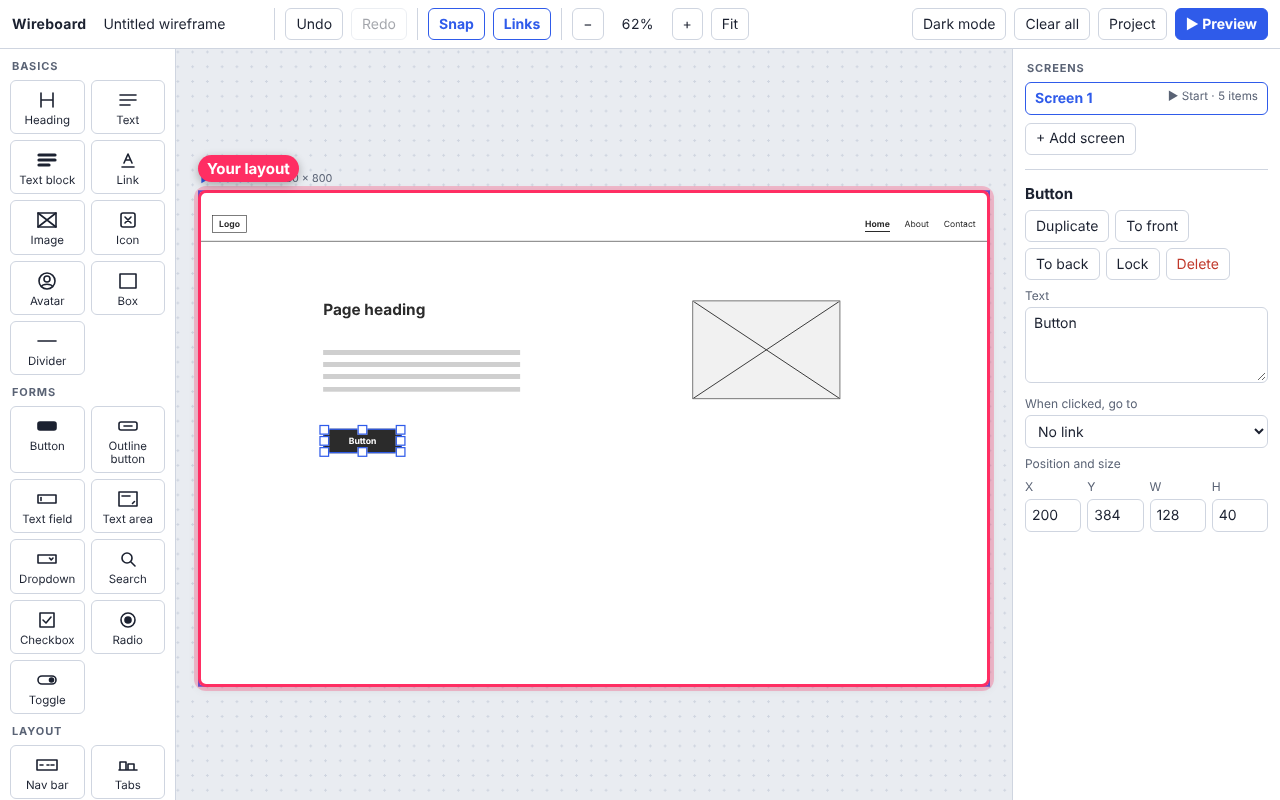 Wireboard Untitled wireframe Undo Redo Snap Links − 62% + Fit Dark mode Clear all Project ▶ Preview
BASICS
Heading Text
Text block Link
Image Icon
Avatar Box
Divider
FORMS
Button Outline button
Text field Text area
Dropdown Search
Checkbox Radio
Toggle
LAYOUT
Nav bar Tabs
Your layout
× 800
Logo Home About Contact
Page heading
Button
SCREENS
Screen 1 ▶ Start · 5 items
+ Add screen
Button
Duplicate To front
To back Lock Delete
Text
Button
When clicked, go to
No link
Position and size
X Y W H
200 384 128 40